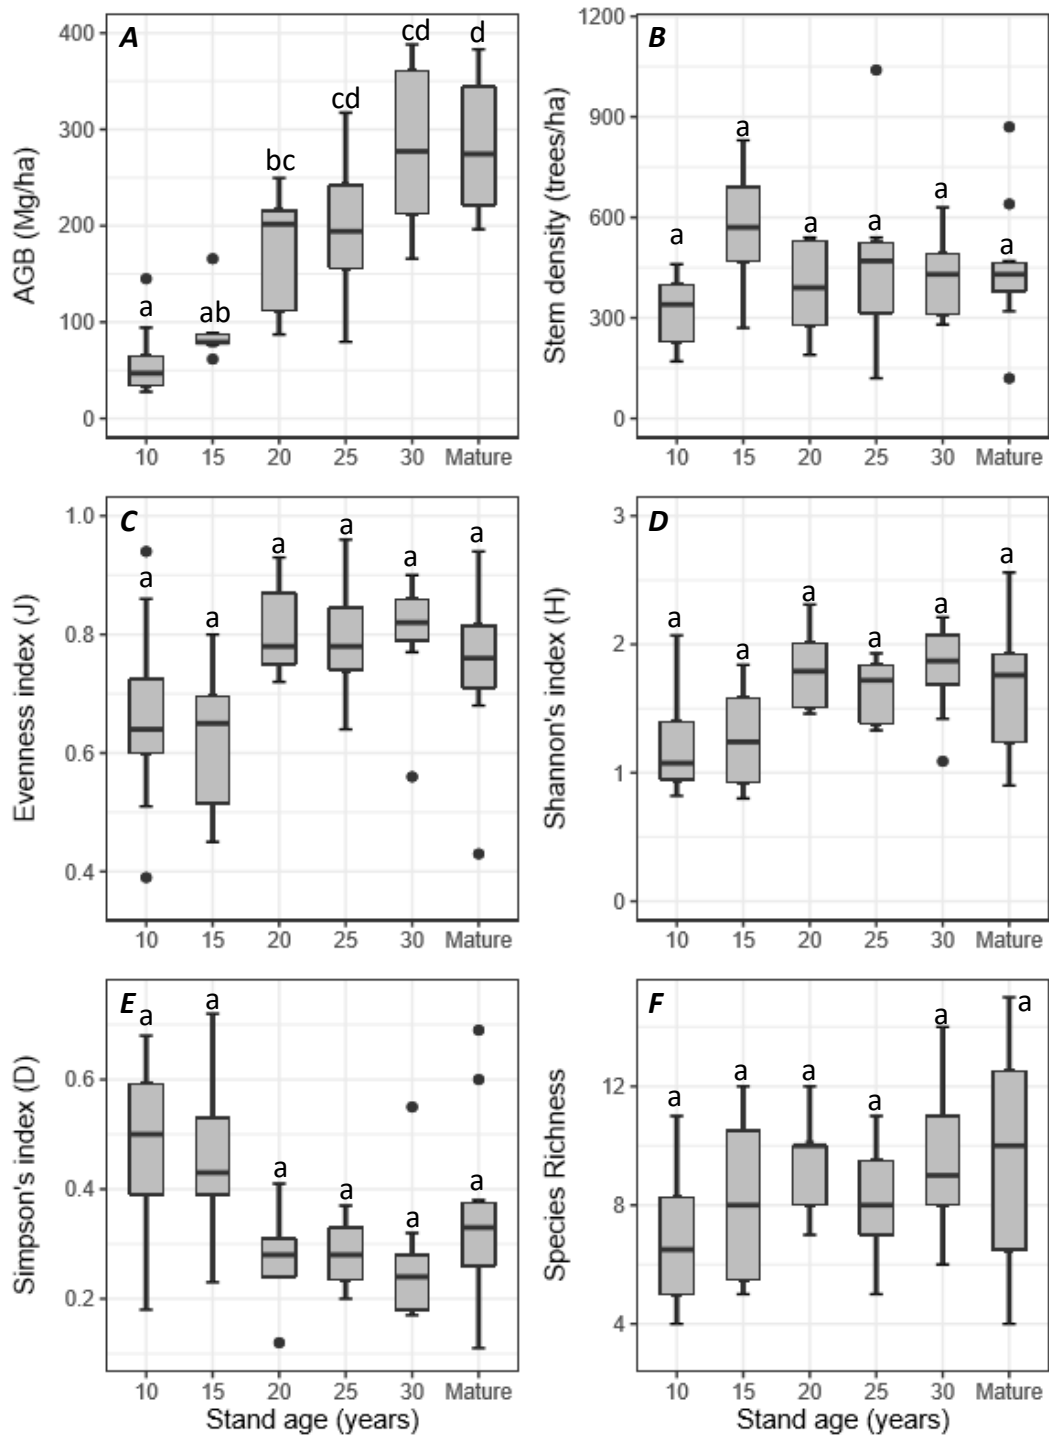 A
AGB (Mg/ha)
400
300
200
100
0
a
ab
bc
cd
cd
d
10 15 20 25 30 Mature
B
Stem density (trees/ha)
1200
900
600
300
0
a
a
a
a
a
a
10 15 20 25 30 Mature
C
Evenness index (J)
1.0
0.8
0.6
0.4
a
a
a
a
a
a
10 15 20 25 30 Mature
D
Shannon's index (H)
3
2
1
0
a
a
a
a
a
a
10 15 20 25 30 Mature
E
Simpson's index (D)
0.6
0.4
0.2
a
a
a
a
a
a
10 15 20 25 30 Mature
Stand age (years)
F
Species Richness
12
8
4
a
a
a
a
a
a
10 15 20 25 30 Mature
Stand age (years)